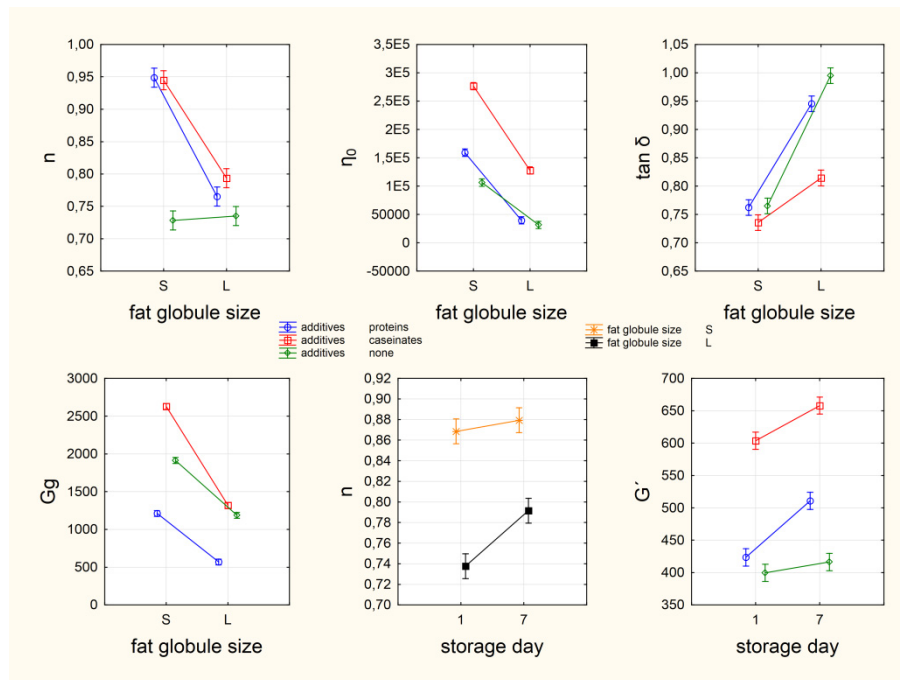 n
1,00
0,95
0,90
0,85
0,80
0,75
0,70
0,65
S L
fat globule size
η0
3,5E5
3E5
2,5E5
2E5
1,5E5
1E5
50000
0
-50000
S L
fat globule size
tan δ
1,05
1,00
0,95
0,90
0,85
0,80
0,75
0,70
0,65
S L
fat globule size
additives proteins
additives caseinates
additives none
fat globule size S
fat globule size L
Gg
3000
2500
2000
1500
1000
500
0
S L
fat globule size
n
0,92
0,90
0,88
0,86
0,84
0,82
0,80
0,78
0,76
0,74
0,72
0,70
1 7
storage day
G´
700
650
600
550
500
450
400
350
1 7
storage day